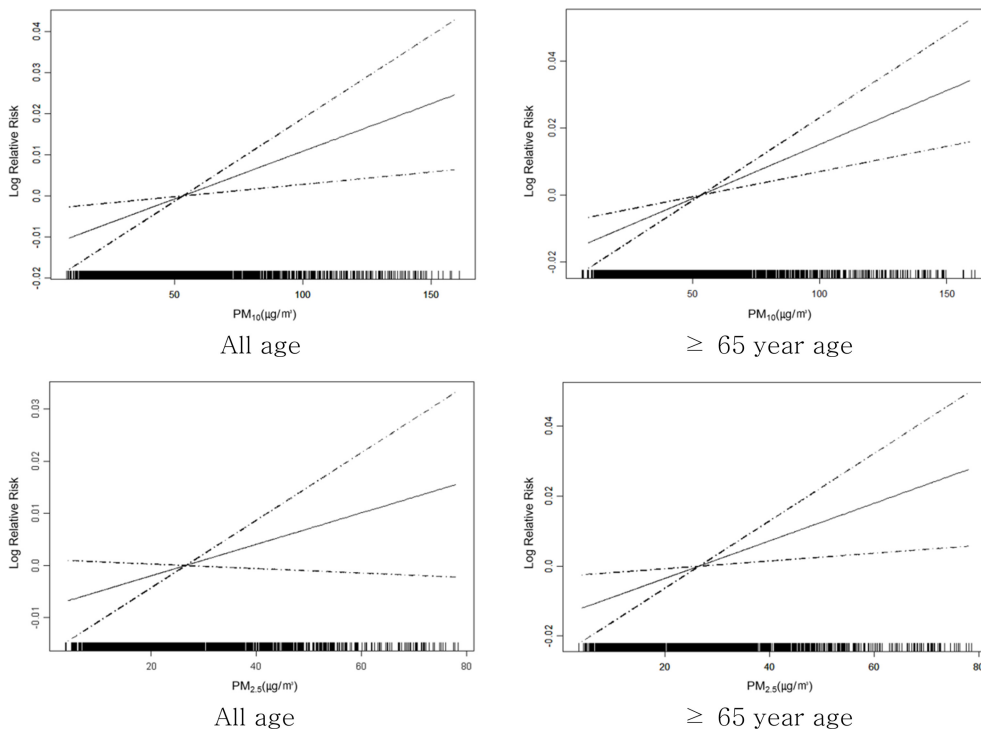 Log Relative Risk
0.04
0.03
0.02
0.01
0.0
-0.01
-0.02
50
100
150
PM10(µg/m³)
All age
Log Relative Risk
0.04
0.02
0.0
-0.02
50
100
150
PM10(µg/m³)
≥ 65 year age
Log Relative Risk
0.03
0.02
0.01
0.0
-0.01
20
40
60
80
PM2.5(µg/m³)
All age
Log Relative Risk
0.04
0.02
0.0
-0.02
20
40
60
80
PM2.5(µg/m³)
≥ 65 year age